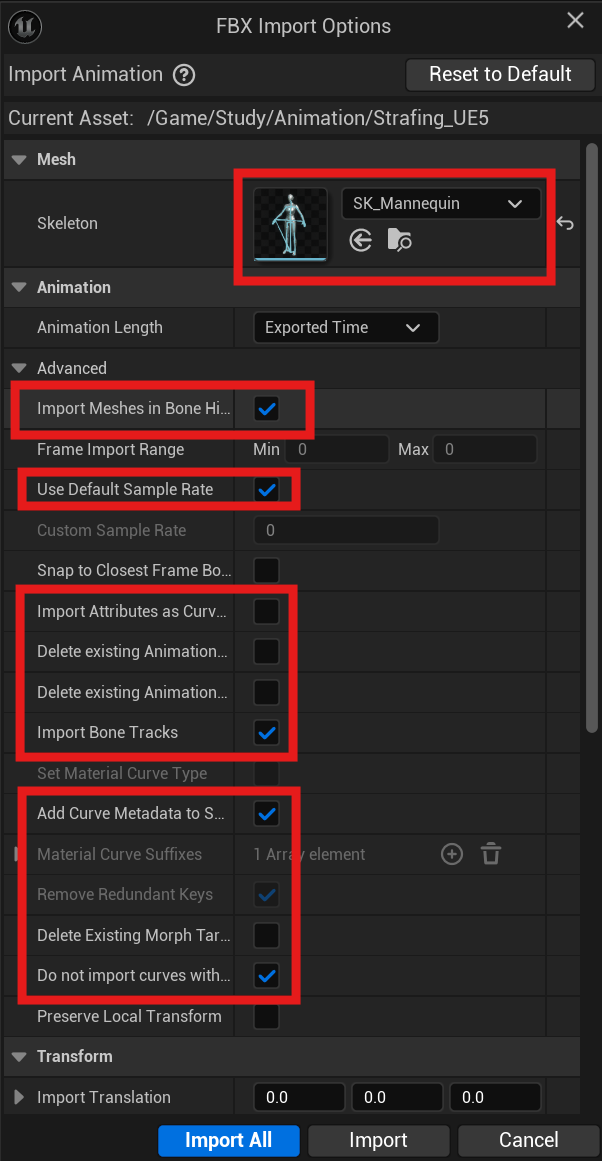 FBX Import Options
Import Animation
Reset to Default
Current Asset: /Game/Study/Animation/Strafing_UE5
Mesh
Skeleton
SK_Mannequin
Animation
Animation Length
Exported Time
Advanced
Import Meshes in Bone Hi...
Frame Import Range Min 0 Max 0
Use Default Sample Rate
Custom Sample Rate 0
Snap to Closest Frame Bo...
Import Attributes as Curv...
Delete existing Animation...
Delete existing Animation...
Import Bone Tracks
Set Material Curve Type
Add Curve Metadata to S...
Material Curve Suffixes 1 Array element
Remove Redundant Keys
Delete Existing Morph Tar...
Do not import curves with...
Preserve Local Transform
Transform
Import Translation 0.0 0.0 0.0
Import All Import Cancel